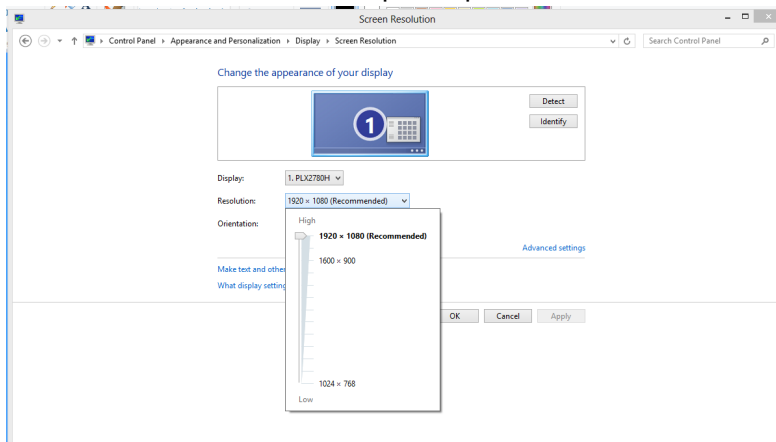 Screen Resolution
Control Panel Appearance and Personalization Display Screen Resolution
Search Control Panel
Change the appearance of your display
1
Detect
Identify
Display:
1. PLX2780H
Resolution:
1920 × 1080 (Recommended)
Orientation:
High
1920 × 1080 (Recommended)
1600 × 900
1024 × 768
Low
Advanced settings
Make text and other
What display setting
OK
Cancel
Apply